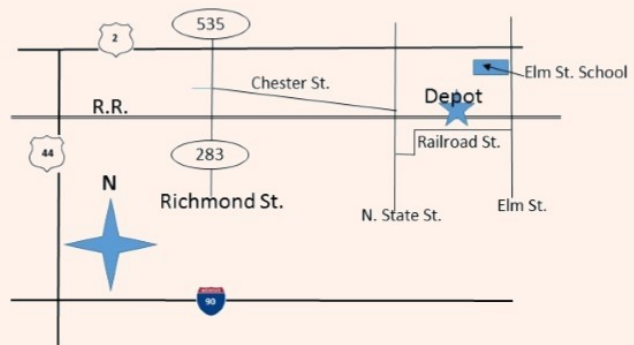 535
2
Elm St. School
Chester St.
Depot
R.R.
Railroad St.
44
283
N
Richmond St.
Elm St.
N. State St.
INTERSTATE
90